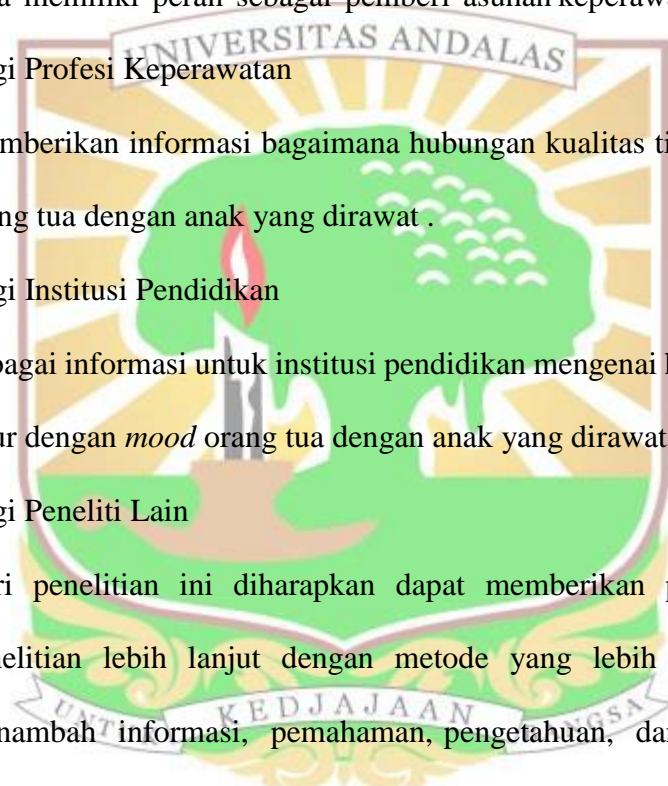 memiliki peran sebagai pemberi asuhan
UNIVERSITAS ANDALAS
gi Profesi Keperawatan
mberikan informasi bagaimana hubungan kualitas
ng tua dengan anak yang dirawat .
gi Institusi Pendidikan
bagai informasi untuk institusi pendidikan mengenai
ur dengan mood orang tua dengan anak yang dirawat
gi Peneliti Lain
ri penelitian ini diharapkan dapat memberikan
nelitian lebih lanjut dengan metode yang lebih
UNTUK KEDJAJAAN BANGSA
nambah informasi, pemahaman, pengetahuan,